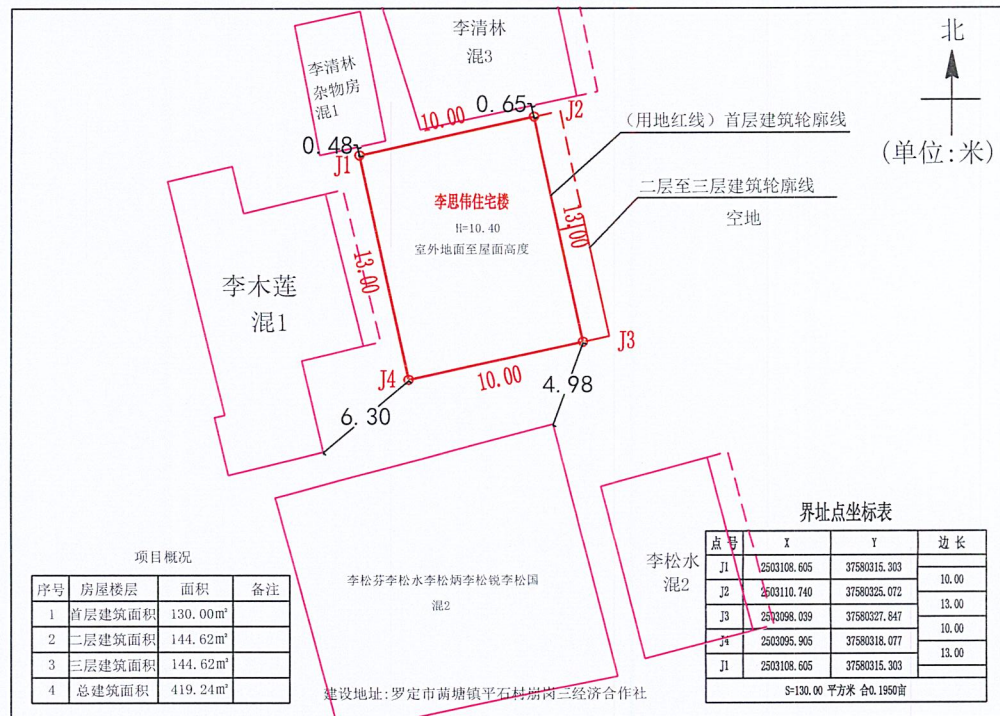 李清林
混3
北
李清林
杂物房
混1
0.65
J2
10.00
(用地红线)首层建筑轮廓线
0.48
J1
(单位:米)
二层至三层建筑轮廓线
空地
李思伟住宅楼
H=10.40
室外地面至屋面高度
13.00
13.00
李木莲
混1
J3
J4
10.00
4.98
6.30
界址点坐标表
点号 X Y 边长
J1 2503108.605 37580315.303
10.00
J2 2503110.740 37580325.072
13.00
J3 2503098.039 37580327.847
10.00
J4 2503095.905 37580318.077
13.00
J1 2503108.605 37580315.303
S=130.00 平方米 合0.1950亩
李松水
混2
李松芬李松水李松炳李松锐李松国
混2
项目概况
序号 房屋楼层 面积 备注
1 首层建筑面积 130.00㎡
2 二层建筑面积 144.62㎡
3 三层建筑面积 144.62㎡
4 总建筑面积 419.24㎡
建设地址:罗定市䓣塘镇平石村崩岗三经济合作社